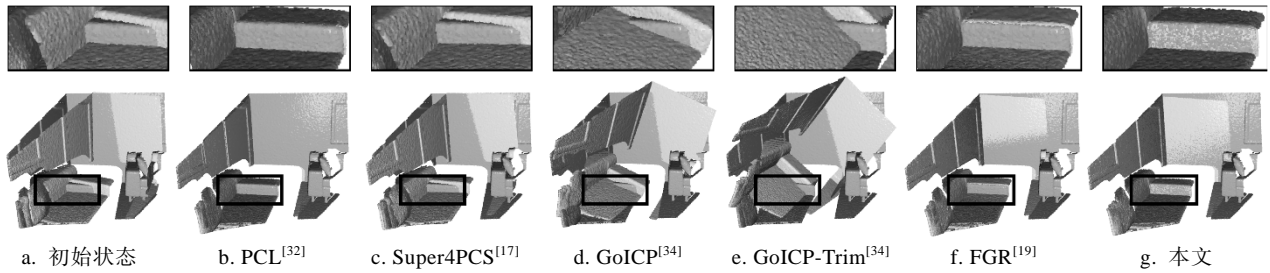 a. 初始状态 b. PCL[32] c. Super4PCS[17] d. GoICP[34] e. GoICP-Trim[34] f. FGR[19] g. 本文